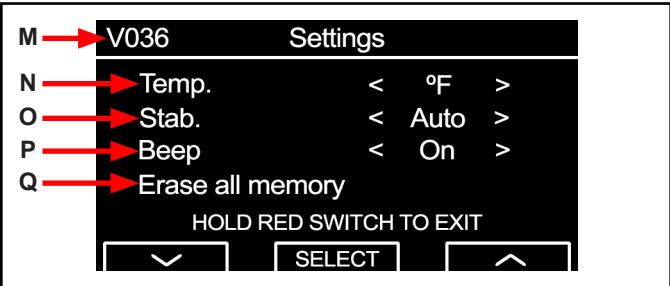 M V036 Settings
N Temp. < ºF >
O Stab. < Auto >
P Beep < On >
Q Erase all memory
HOLD RED SWITCH TO EXIT
SELECT